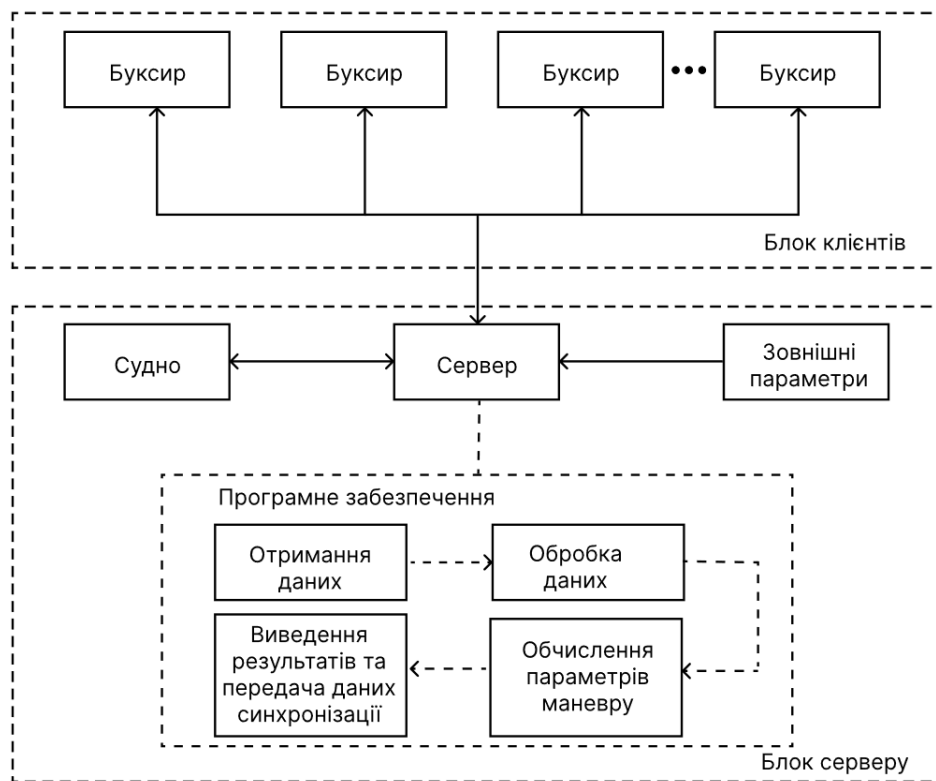 Буксир
Буксир
Буксир
•••
Буксир
Блок клієнтів
Судно
Сервер
Зовнішні
параметри
Програмне забезпечення
Отримання
даних
Обробка
даних
Виведення
результатів та
передача даних
синхронізації
Обчислення
параметрів
маневру
Блок серверу